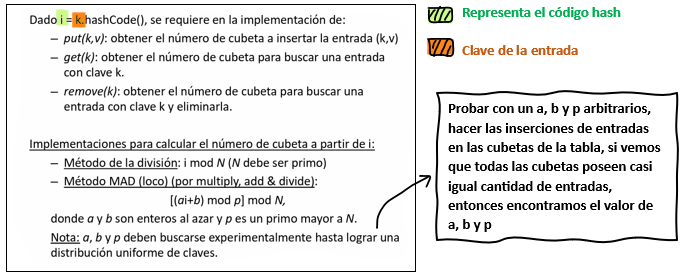 Dado i = k.hashCode(), se requiere en la implementación de:
– put(k,v): obtener el número de cubeta a insertar la entrada (k,v)
– get(k): obtener el número de cubeta para buscar una entrada
con clave k.
– remove(k): obtener el número de cubeta para buscar una
entrada con clave k y eliminarla.
Implementaciones para calcular el número de cubeta a partir de i:
– Método de la división: i mod N (N debe ser primo)
– Método MAD (loco) (por multiply, add & divide):
[(ai+b) mod p] mod N,
donde a y b son enteros al azar y p es un primo mayor a N.
Nota: a, b y p deben buscarse experimentalmente hasta lograr una
distribución uniforme de claves.
Representa el código hash
Clave de la entrada
Probar con un a, b y p arbitrarios,
hacer las inserciones de entradas
en las cubetas de la tabla, si vemos
que todas las cubetas poseen casi
igual cantidad de entradas,
entonces encontramos el valor de
a, b y p